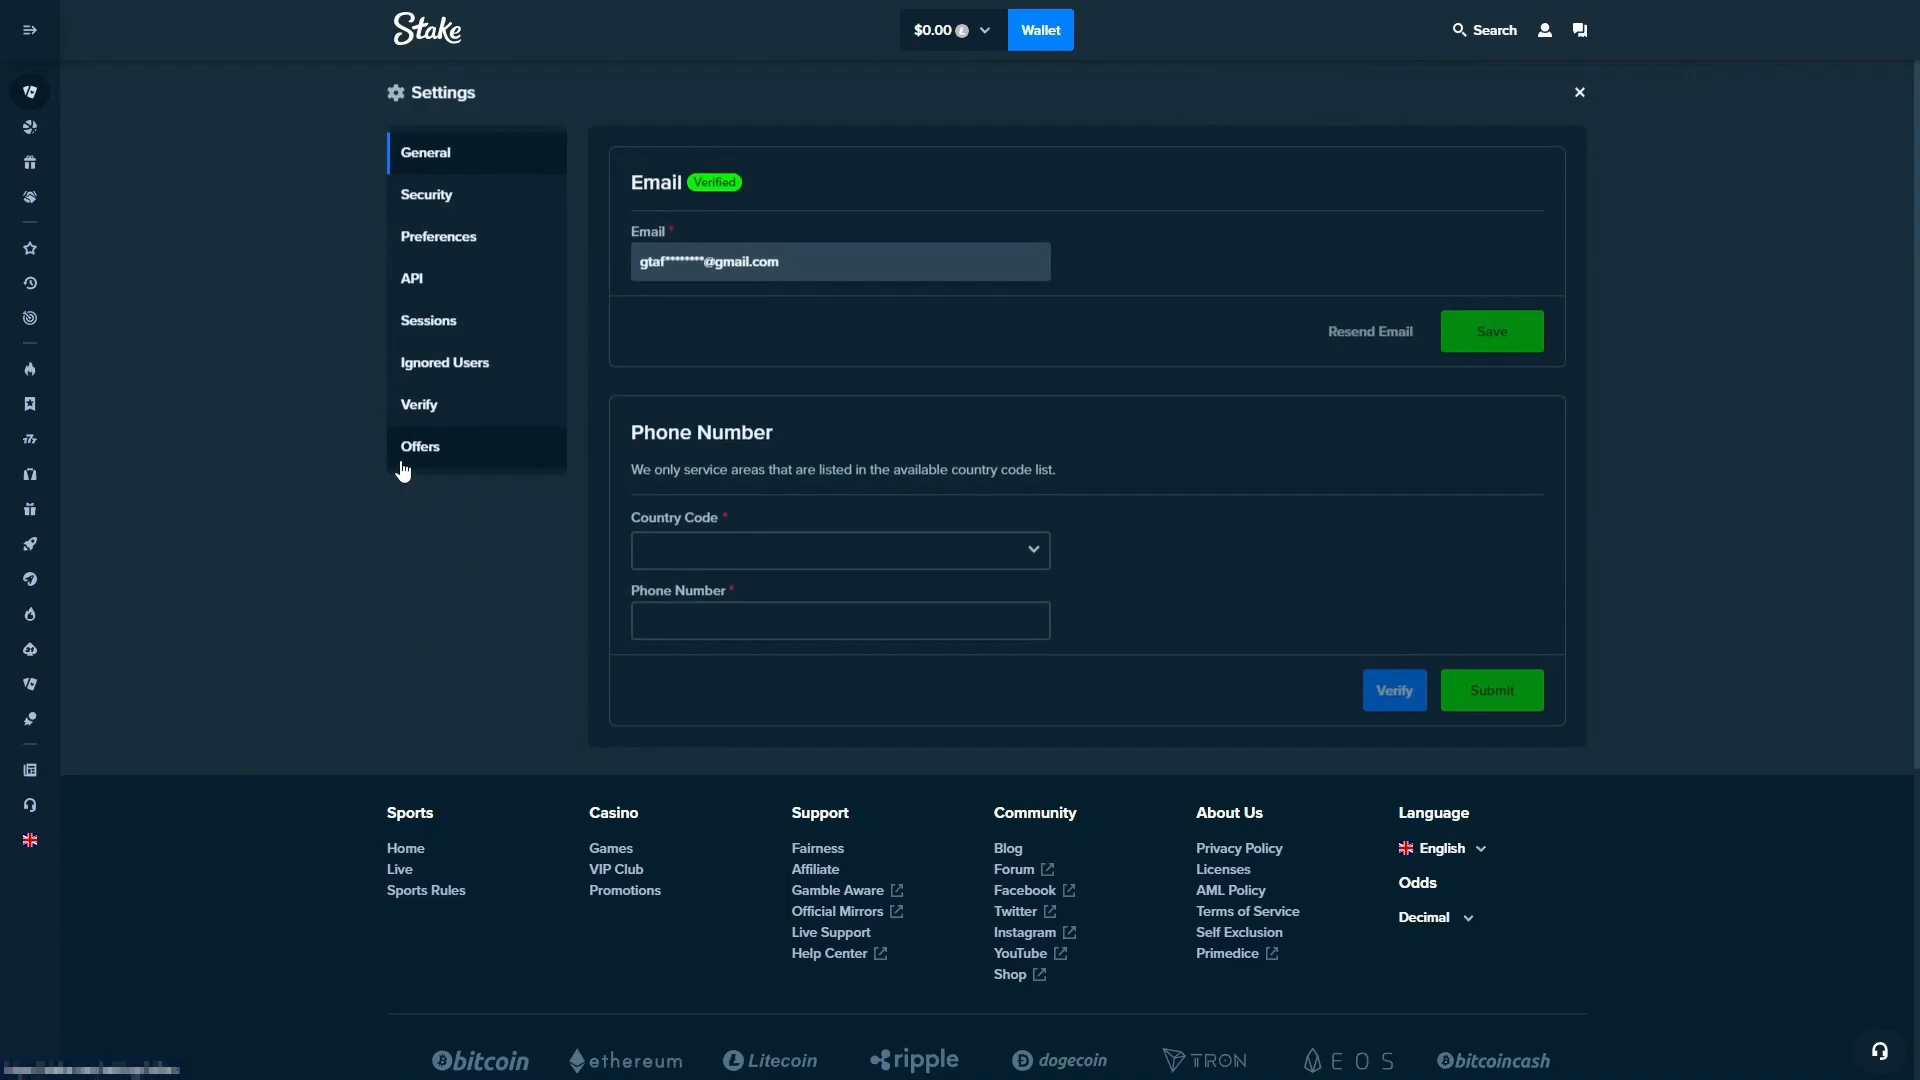 Stake
$0.00
Wallet
Search
Settings
General
Security
Preferences
API
Sessions
Ignored Users
Verify
Offers
Email Verified
Email *
gtaf********@gmail.com
Resend Email
Save
Phone Number
We only service areas that are listed in the available country code list.
Country Code *
Phone Number *
Verify
Submit
Sports
Home
Live
Sports Rules
Casino
Games
VIP Club
Promotions
Support
Fairness
Affiliate
Gamble Aware
Official Mirrors
Live Support
Help Center
Community
Blog
Forum
Facebook
Twitter
Instagram
YouTube
Shop
About Us
Privacy Policy
Licenses
AML Policy
Terms of Service
Self Exclusion
Primedice
Language
English
Odds
Decimal
bitcoin
ethereum
Litecoin
ripple
dogecoin
TRON
EOS
bitcoincash